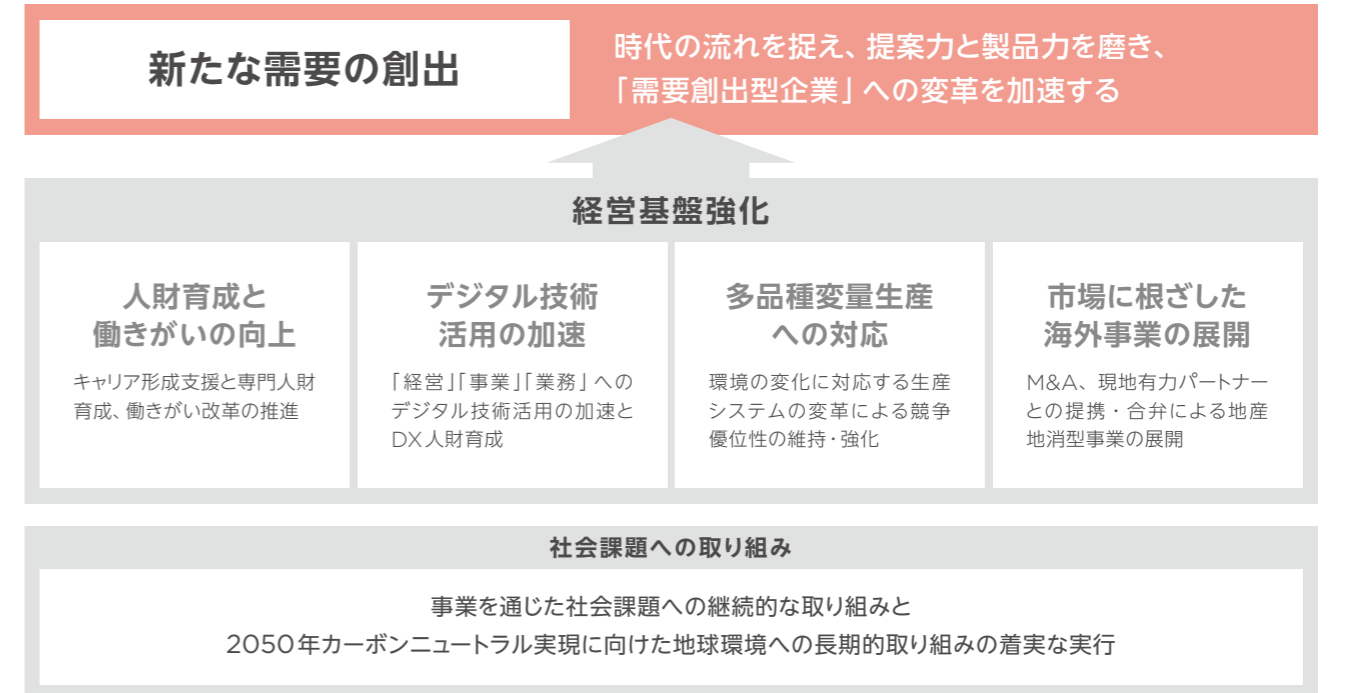 新たな需要の創出
時代の流れを捉え、提案力と製品力を磨き、
「需要創出型企業」への変革を加速する
経営基盤強化
人財育成と
働きがいの向上
キャリア形成支援と専門人財
育成、働きがい改革の推進
デジタル技術
活用の加速
「経営」「事業」「業務」への
デジタル技術活用の加速と
DX人財育成
多品種変量生産
への対応
環境の変化に対応する生産
システムの変革による競争
優位性の維持・強化
市場に根ざした
海外事業の展開
M&A、現地有力パートナー
との提携・合弁による地産
地消型事業の展開
社会課題への取り組み
事業を通じた社会課題への継続的な取り組みと
2050年カーボンニュートラル実現に向けた地球環境への長期的取り組みの着実な実行